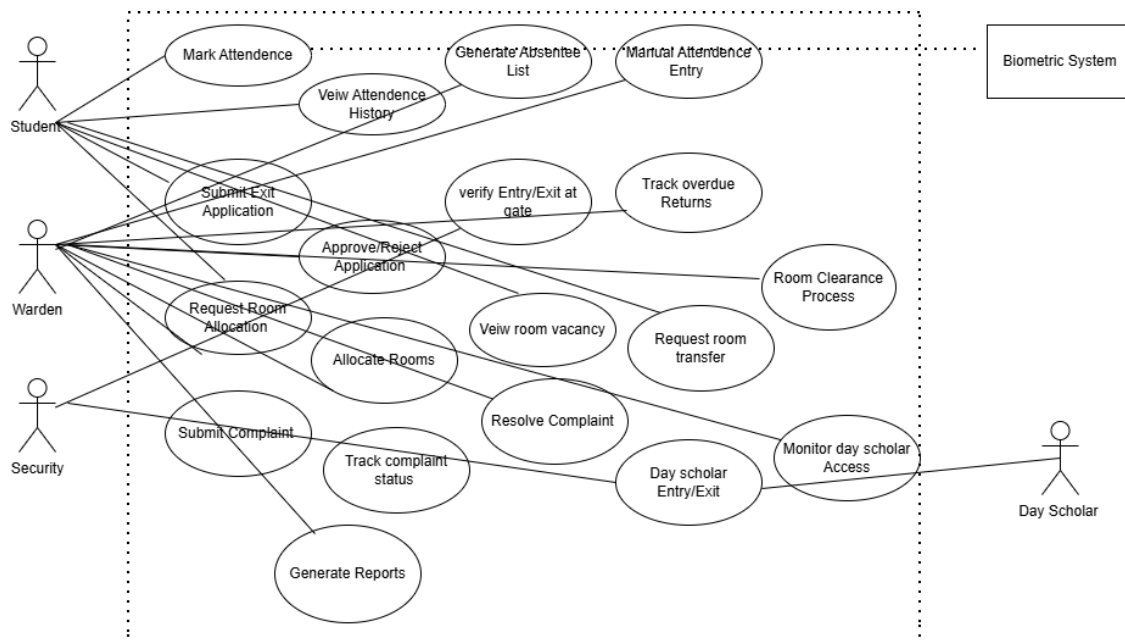 Mark Attendence
Generate Absentee
List
Manual Attendence
Entry
Biometric System
Veiw Attendence
History
Student
Submit Exit
Application
verify Entry/Exit at
gate
Track overdue
Returns
Approve/Reject
Application
Room Clearance
Process
Warden
Request Room
Allocation
Veiw room vacancy
Request room
transfer
Allocate Rooms
Submit Complaint
Resolve Complaint
Monitor day scholar
Access
Security
Track complaint
status
Day scholar
Entry/Exit
Day Scholar
Generate Reports